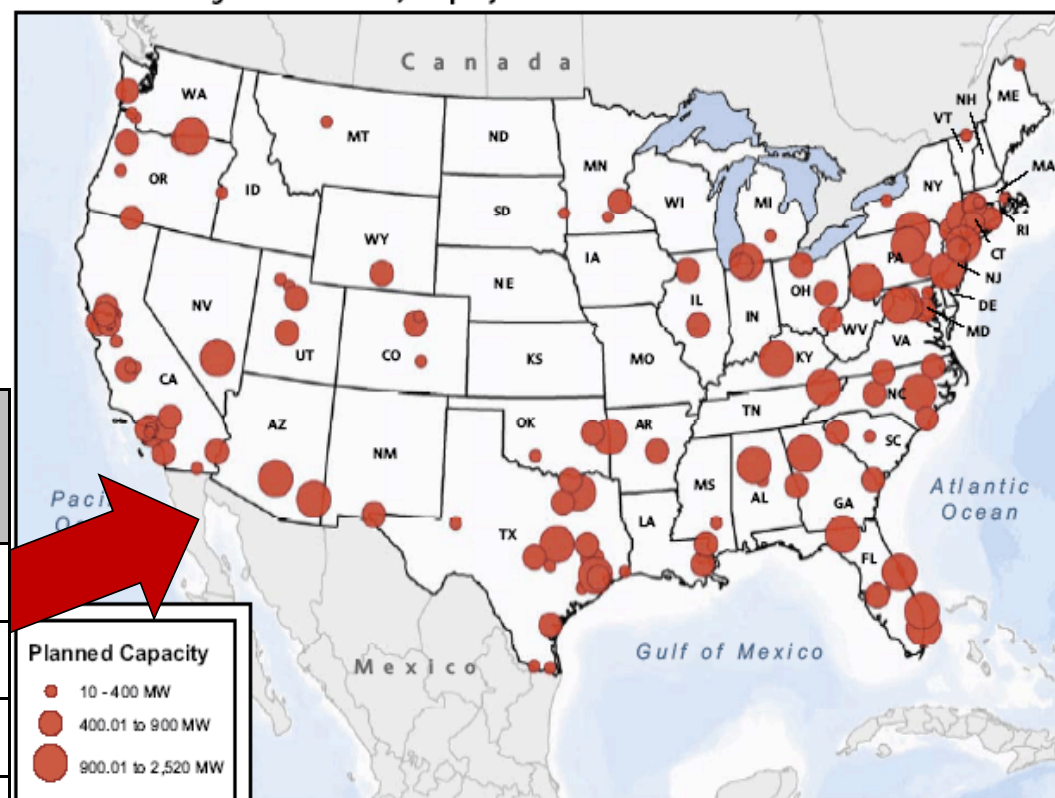 Canada
WA
MT
ND
MN
VT
NH
ME
MA
OR
ID
SD
WI
MI
NY
RI
WY
IA
PA
CT
NJ
NV
NE
IL
IN
OH
WV
DE
MD
UT
CO
KS
MO
KY
VA
CA
AZ
NM
OK
AR
TN
NC
SC
MS
AL
GA
Atlantic
Ocean
TX
LA
FL
Planned Capacity
10 - 400 MW
400.01 to 900 MW
900.01 to 2,520 MW
Mexico
Gulf of Mexico